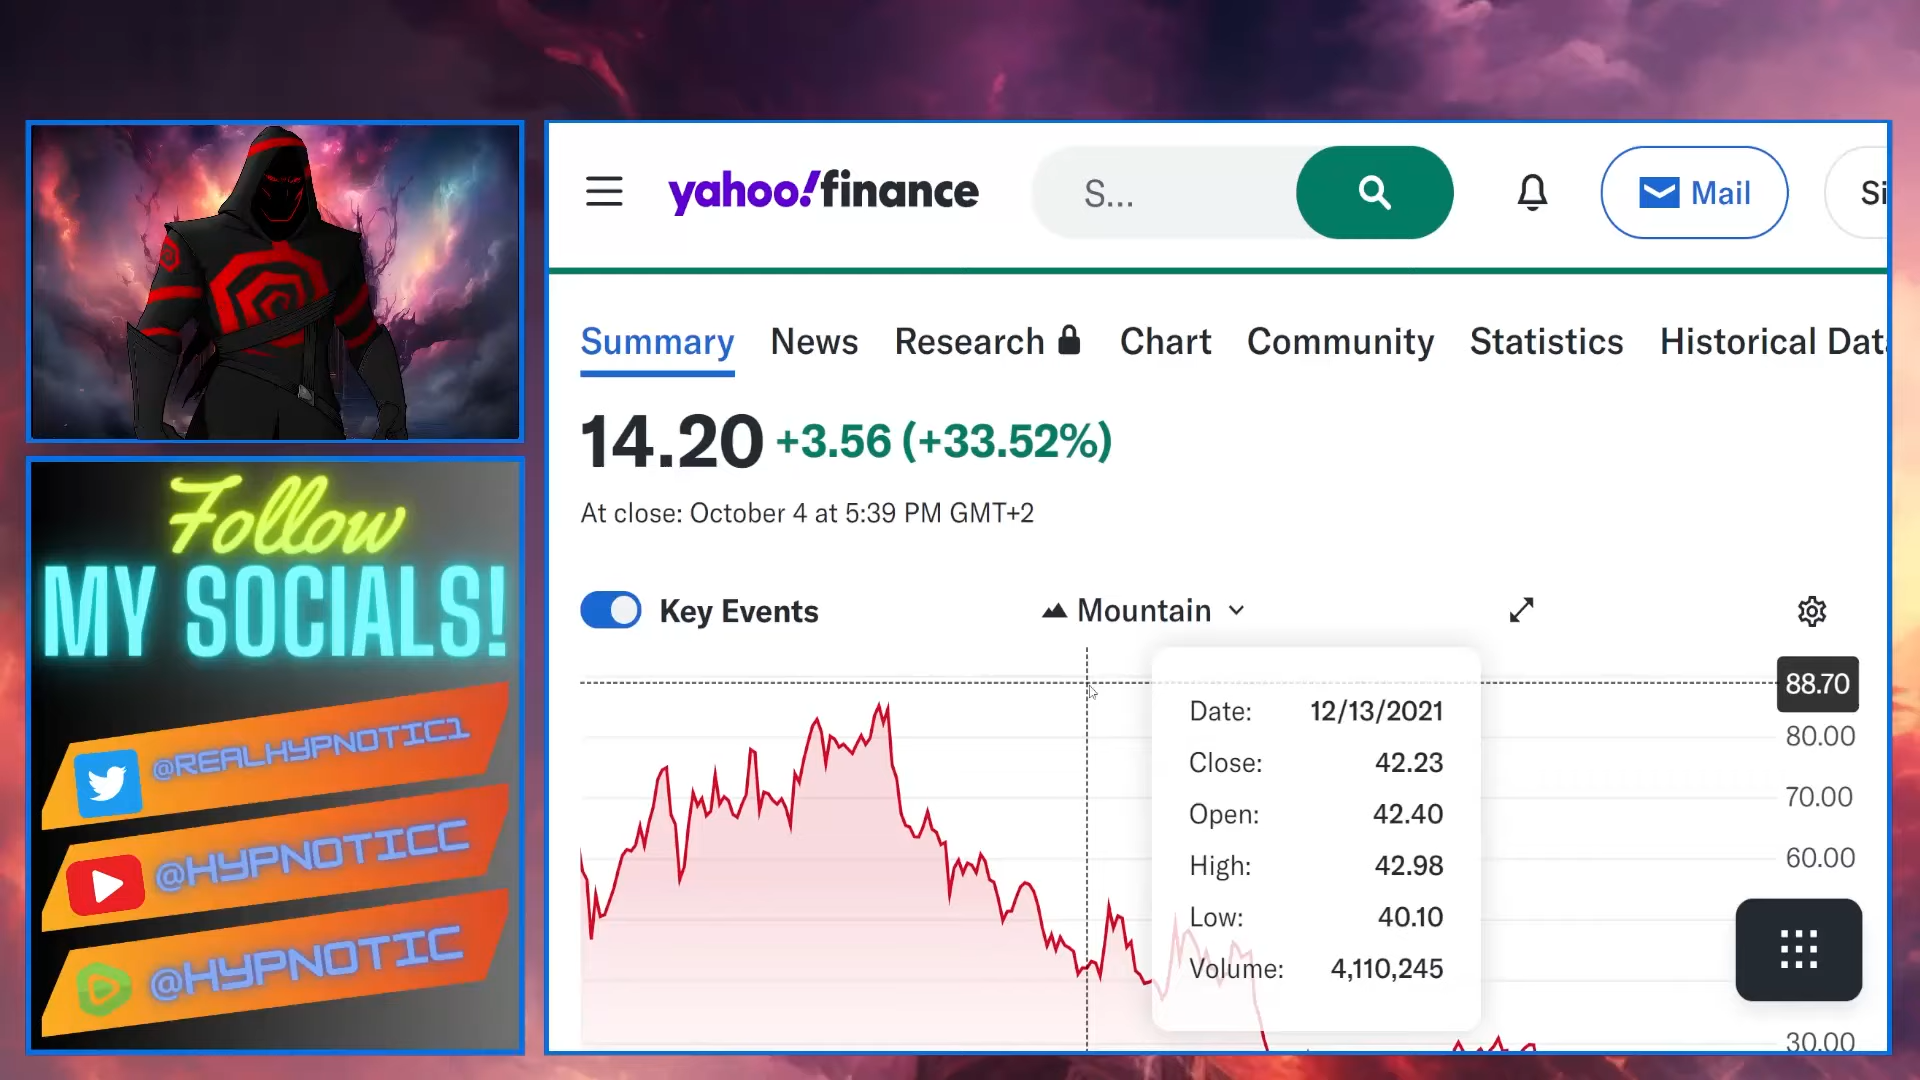 yahoo!finance
S...
Mail
Si
Summary News Research Chart Community Statistics Historical Data
14.20 +3.56 (+33.52%)
At close: October 4 at 5:39 PM GMT+2
Key Events
Mountain
88.70
80.00
70.00
60.00
30.00
Date: 12/13/2021
Close: 42.23
Open: 42.40
High: 42.98
Low: 40.10
Volume: 4,110,245
Follow
MY SOCIALS!
@REALHYPNOTIC1
@HYPNOTICC
@HYPNOTIC